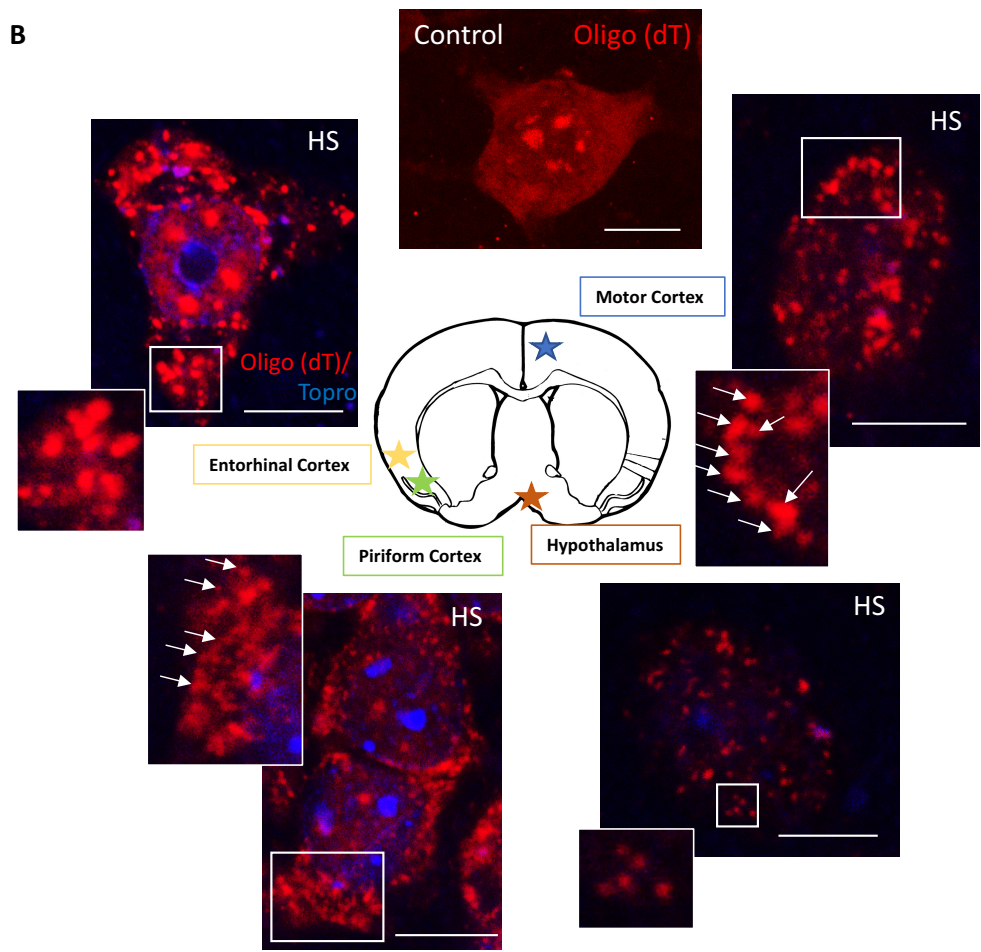 B
Control Oligo (dT)
HS
HS
Oligo (dT)/
Topro
Motor Cortex
Entorhinal Cortex
Piriform Cortex
Hypothalamus
HS
HS